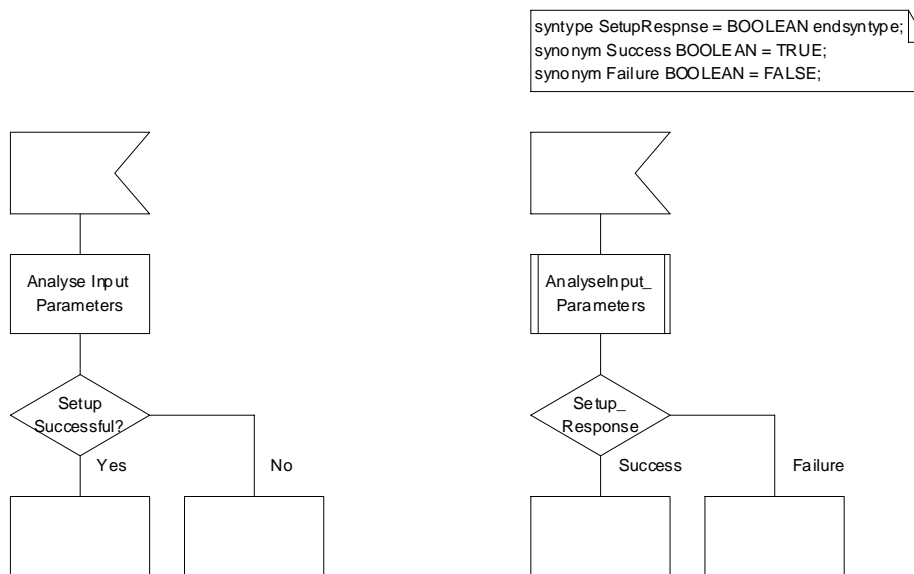 syntype SetupRespnse = BOOLEAN endsyntype;
synonym Success BOOLEAN = TRUE;
synonym Failure BOOLEAN = FALSE;
Analyse Input
Parameters
Setup
Successful?
Yes
No
AnalyseInput_
Parameters
Setup_
Response
Success
Failure